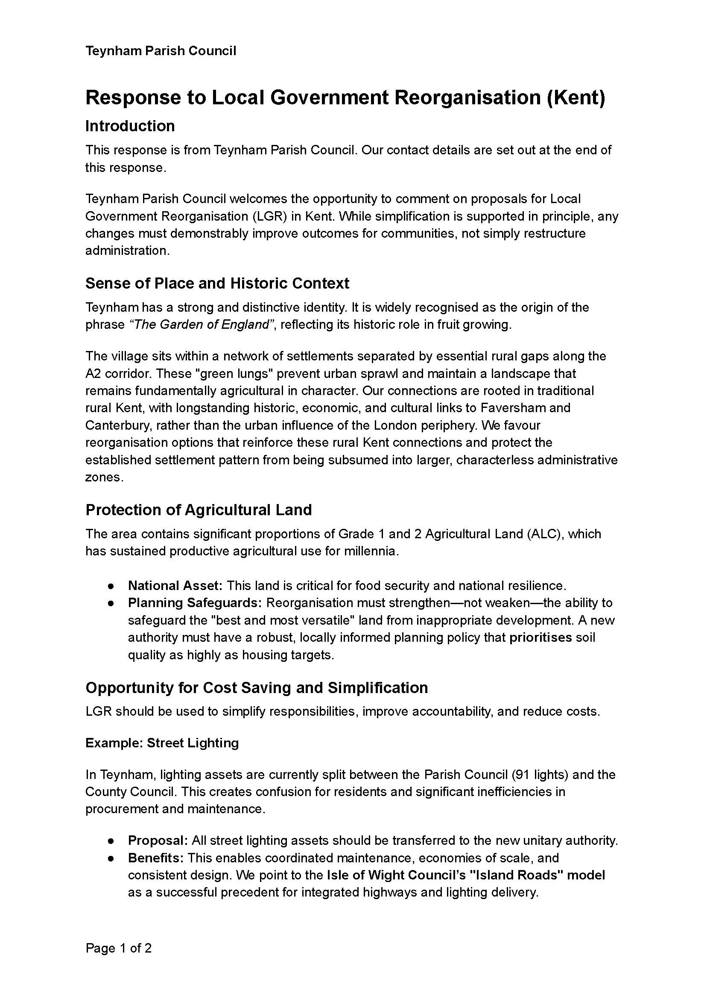 Teynham Parish Council
Response to Local Government Reorganisation (Kent)
Introduction
This response is from Teynham Parish Council. Our contact details are set out at the end of
this response.
Teynham Parish Council welcomes the opportunity to comment on proposals for Local
Government Reorganisation (LGR) in Kent. While simplification is supported in principle, any
changes must demonstrably improve outcomes for communities, not simply restructure
administration.
Sense of Place and Historic Context
Teynham has a strong and distinctive identity. It is widely recognised as the origin of the
phrase “The Garden of England”, reflecting its historic role in fruit growing.
The village sits within a network of settlements separated by essential rural gaps along the
A2 corridor. These "green lungs" prevent urban sprawl and maintain a landscape that
remains fundamentally agricultural in character. Our connections are rooted in traditional
rural Kent, with longstanding historic, economic, and cultural links to Faversham and
Canterbury, rather than the urban influence of the London periphery. We favour
reorganisation options that reinforce these rural Kent connections and protect the
established settlement pattern from being subsumed into larger, characterless administrative
zones.
Protection of Agricultural Land
The area contains significant proportions of Grade 1 and 2 Agricultural Land (ALC), which
has sustained productive agricultural use for millennia.
● National Asset: This land is critical for food security and national resilience.
● Planning Safeguards: Reorganisation must strengthen—not weaken—the ability to
safeguard the "best and most versatile" land from inappropriate development. A new
authority must have a robust, locally informed planning policy that prioritises soil
quality as highly as housing targets.
Opportunity for Cost Saving and Simplification
LGR should be used to simplify responsibilities, improve accountability, and reduce costs.
Example: Street Lighting
In Teynham, lighting assets are currently split between the Parish Council (91 lights) and the
County Council. This creates confusion for residents and significant inefficiencies in
procurement and maintenance.
● Proposal: All street lighting assets should be transferred to the new unitary authority.
● Benefits: This enables coordinated maintenance, economies of scale, and
consistent design. We point to the Isle of Wight Council’s "Island Roads" model
as a successful precedent for integrated highways and lighting delivery.
Page 1 of 2